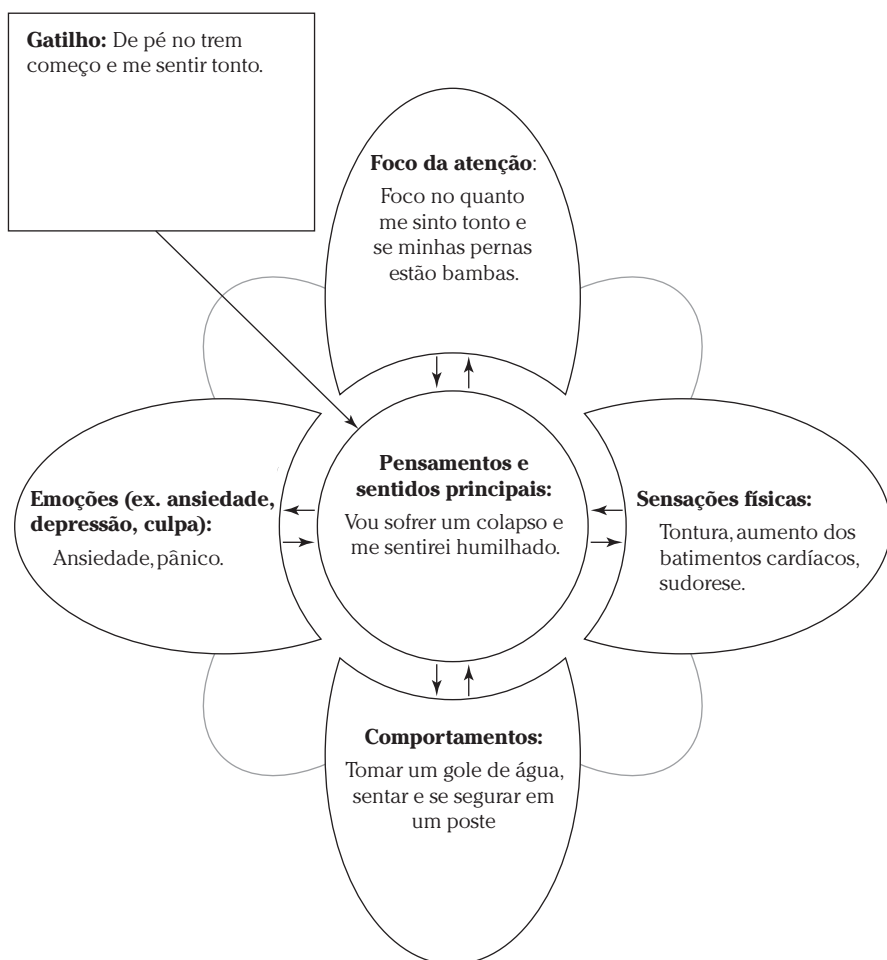 Gatilho: De pé no trem
começo e me sentir tonto.
Foco da atenção:
Foco no quanto
me sinto tonto e
se minhas pernas
estão bambas.
Emoções (ex. ansiedade,
depressão, culpa):
Ansiedade, pânico.
Pensamentos e
sentidos principais:
Vou sofrer um colapso e
me sentirei humilhado.
Sensações físicas:
Tontura, aumento dos
batimentos cardíacos,
sudorese.
Comportamentos:
Tomar um gole de água,
sentar e se segurar em
um poste